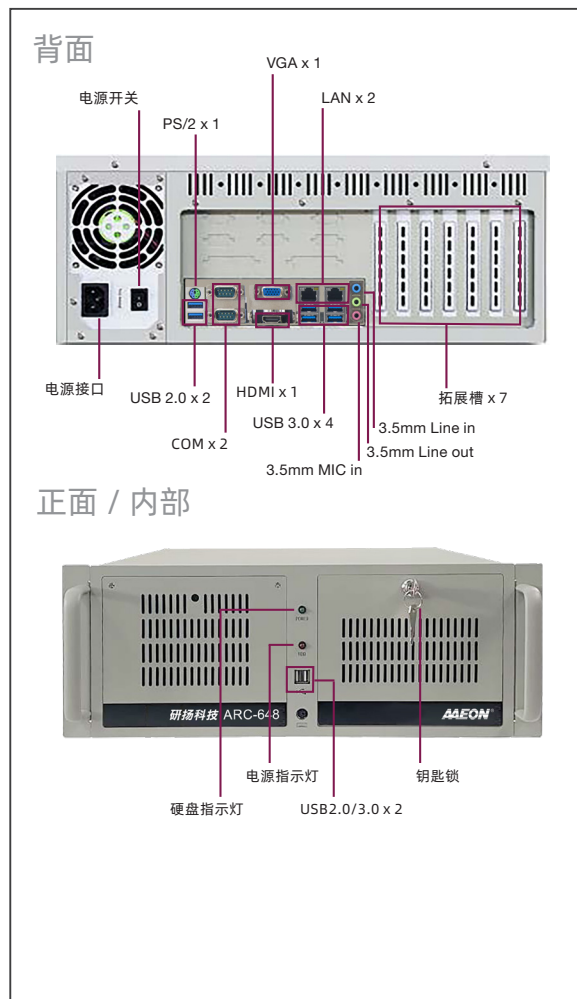 背面
VGA x 1
电源开关
LAN x 2
PS/2 x 1
电源接口
USB 2.0 x 2
HDMI x 1
拓展槽 x 7
USB 3.0 x 4
3.5mm Line in
COM x 2
3.5mm Line out
3.5mm MIC in
正面 / 内部
研扬科技 ARC-648
AAEON
电源指示灯
钥匙锁
硬盘指示灯
USB2.0/3.0 x 2